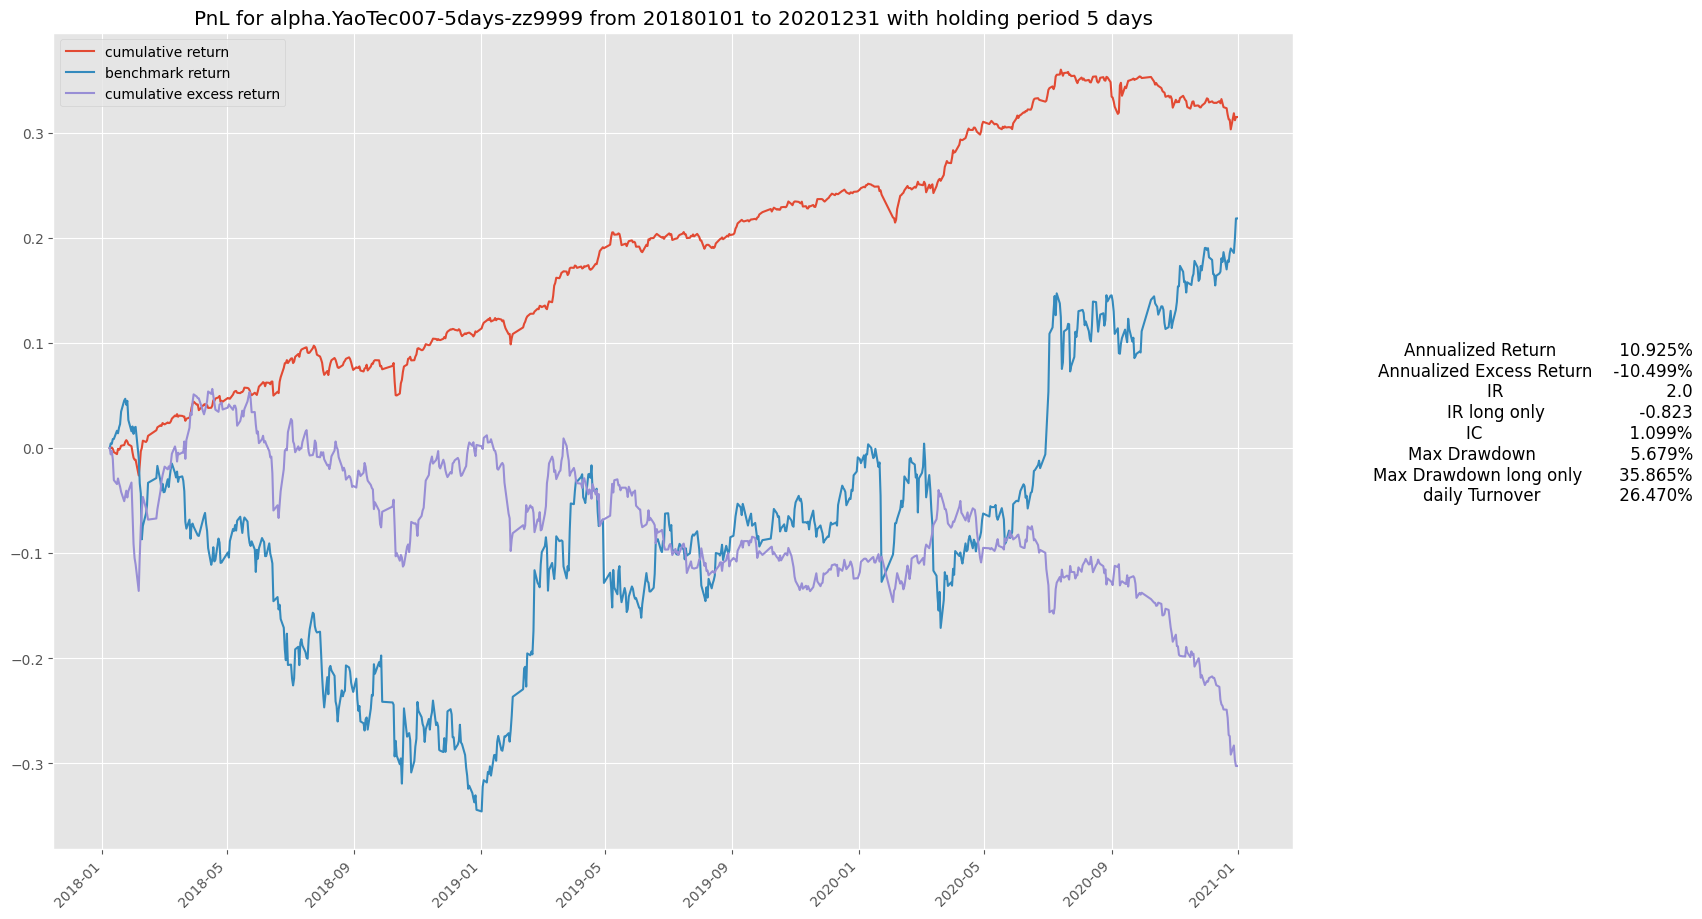 PnL for alpha.YaoTec007-5days-zz9999 from 20180101 to 20201231 with holding period 5 days
cumulative return
benchmark return
cumulative excess return
0.3
0.2
0.1
0.0
−0.1
−0.2
−0.3
2018-01
2018-05
2018-09
2019-01
2019-05
2019-09
2020-01
2020-05
2020-09
2021-01
Annualized Return 10.925%
Annualized Excess Return -10.499%
IR 2.0
IR long only -0.823
IC 1.099%
Max Drawdown 5.679%
Max Drawdown long only 35.865%
daily Turnover 26.470%